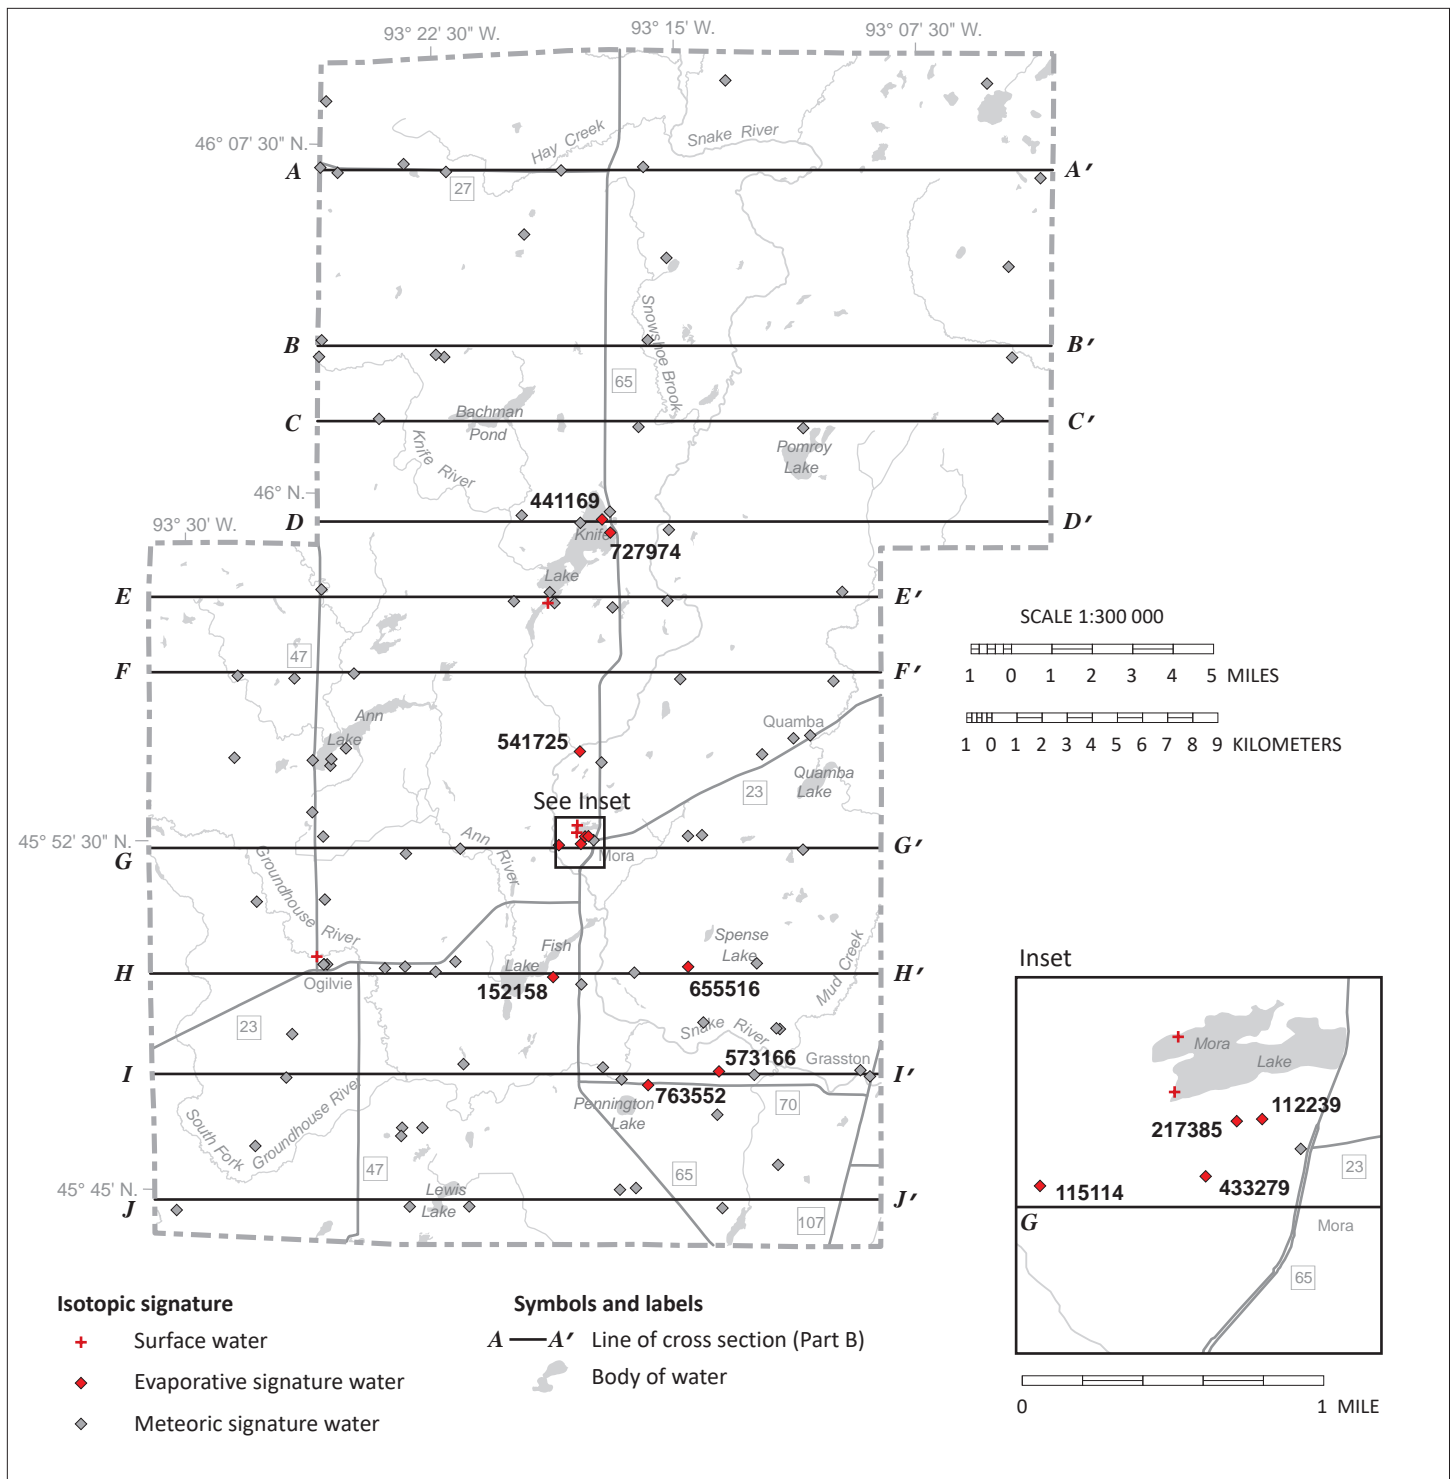 93° 22' 30" W.
93° 15' W.
93° 07' 30" W.
46° 07' 30" N.
Hay Creek
Snake River
A
A′
27
Snowshoe Brook
B
B′
65
Bachman
Pond
C
C′
Knife River
Pomroy
Lake
46° N.
441169
D
D′
93° 30' W.
Knife
Lake
727974
E
E′
SCALE 1:300 000
1 0 1 2 3 4 5 MILES
1 0 1 2 3 4 5 6 7 8 9 KILOMETERS
47
F
F′
Ann
Lake
Quamba
541725
Quamba
Lake
23
See Inset
45° 52' 30" N.
G
G′
Mora
Ann River
Groundhouse River
Fish
Lake
Spense
Lake
Mud Creek
H
H′
Ogilvie
152158
655516
23
Snake River
Grasston
573166
I
I′
763552
Pennington
Lake
70
South Fork Groundhouse River
47
65
45° 45' N.
Lewis
Lake
J
J′
107
Inset
Mora
Lake
112239
217385
23
115114
433279
G
Mora
65
0 1 MILE
Isotopic signature
Surface water
Evaporative signature water
Meteoric signature water
Symbols and labels
A A′ Line of cross section (Part B)
Body of water